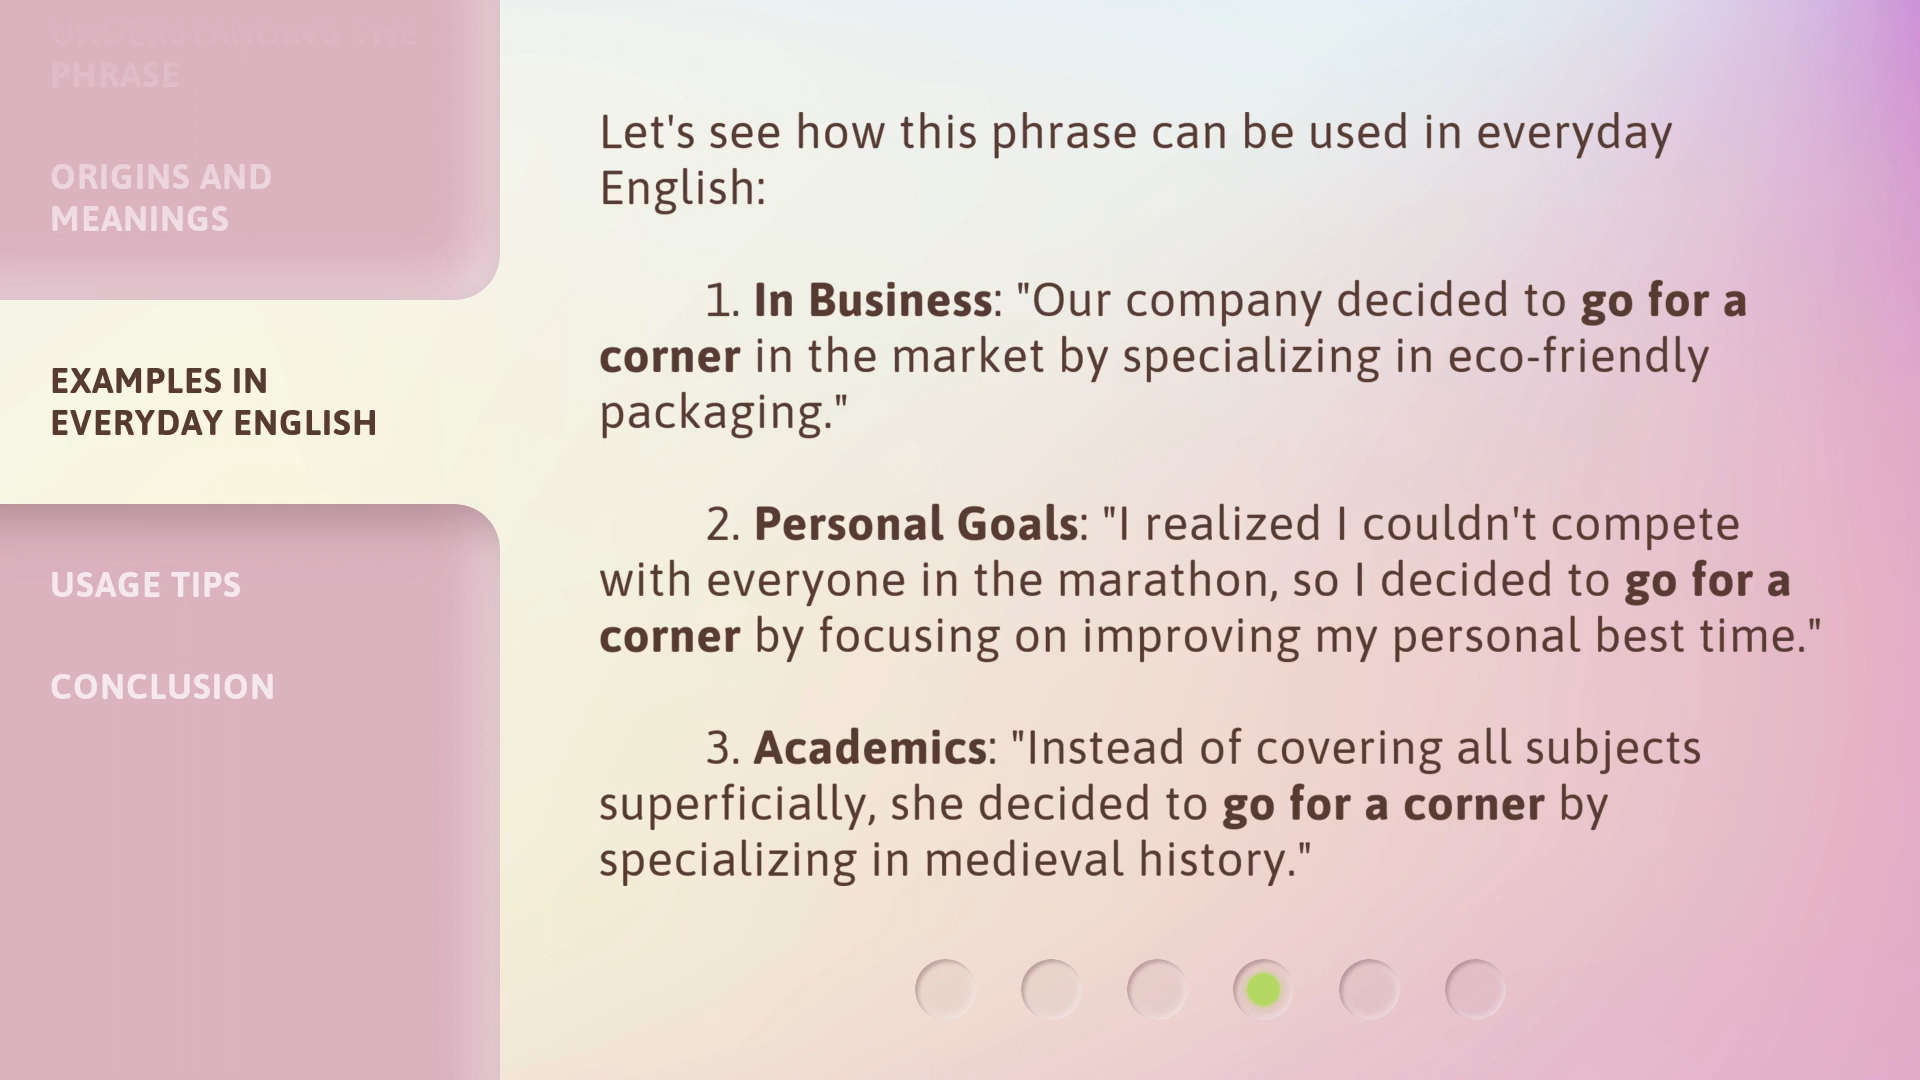 UNDERSTANDING THE
PHRASE
ORIGINS AND
MEANINGS
EXAMPLES IN
EVERYDAY ENGLISH
USAGE TIPS
CONCLUSION
Let's see how this phrase can be used in everyday
English:
1. In Business: "Our company decided to go for a
corner in the market by specializing in eco-friendly
packaging."
2. Personal Goals: "I realized I couldn't compete
with everyone in the marathon, so I decided to go for a
corner by focusing on improving my personal best time."
3. Academics: "Instead of covering all subjects
superficially, she decided to go for a corner by
specializing in medieval history."